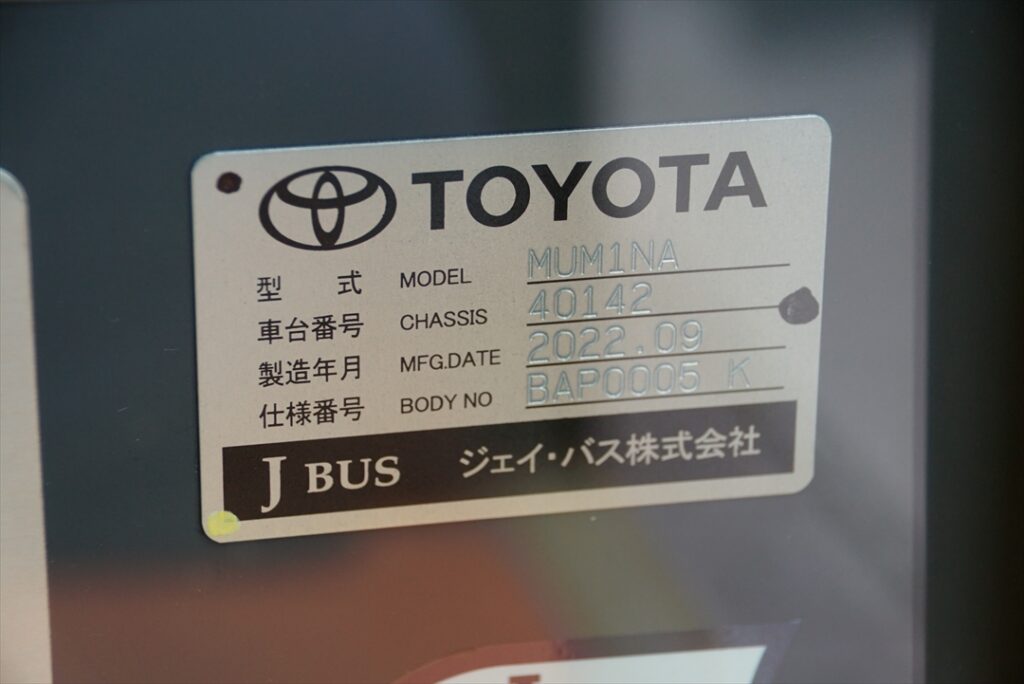 TOYOTA
型 式 MODEL MUM1NA
車台番号 CHASSIS 40142
製造年月 MFG.DATE 2022.09
仕様番号 BODY NO BAP0005 K
J BUS ジェイ・バス株式会社